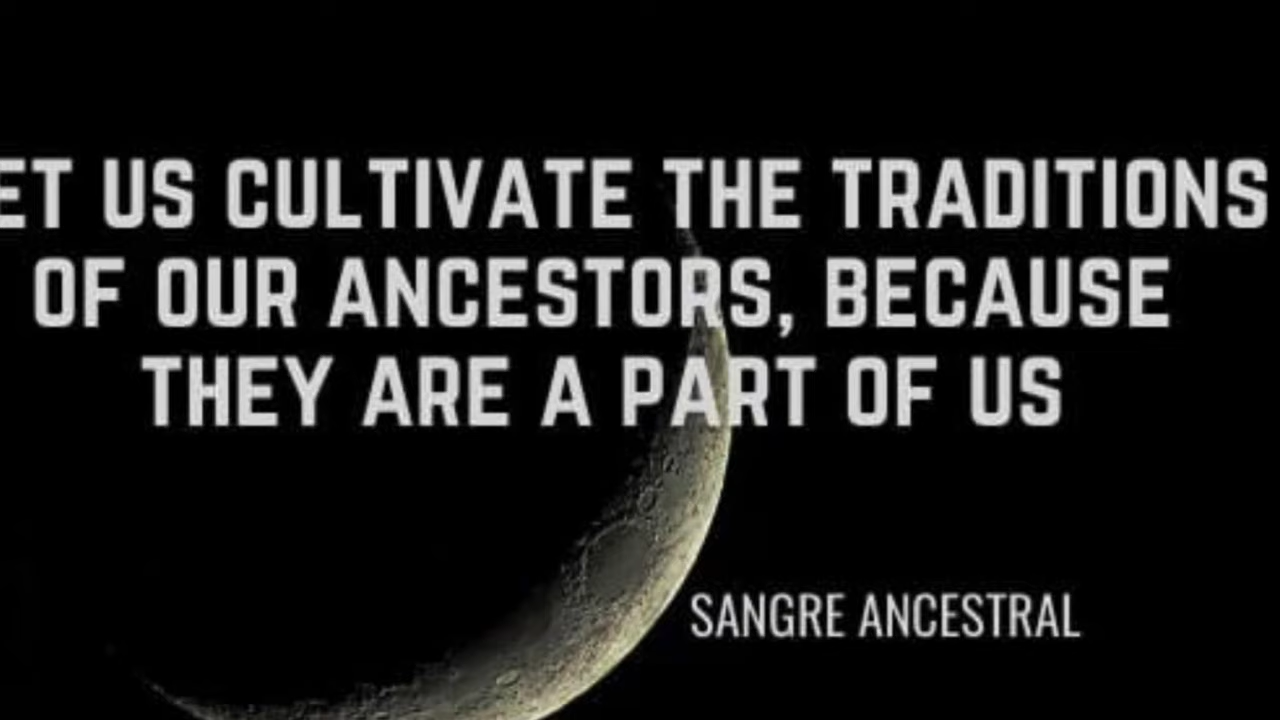 ET US CULTIVATE THE TRADITIONS
OF OUR ANCESTORS, BECAUSE
THEY ARE A PART OF US
SANGRE ANCESTRAL